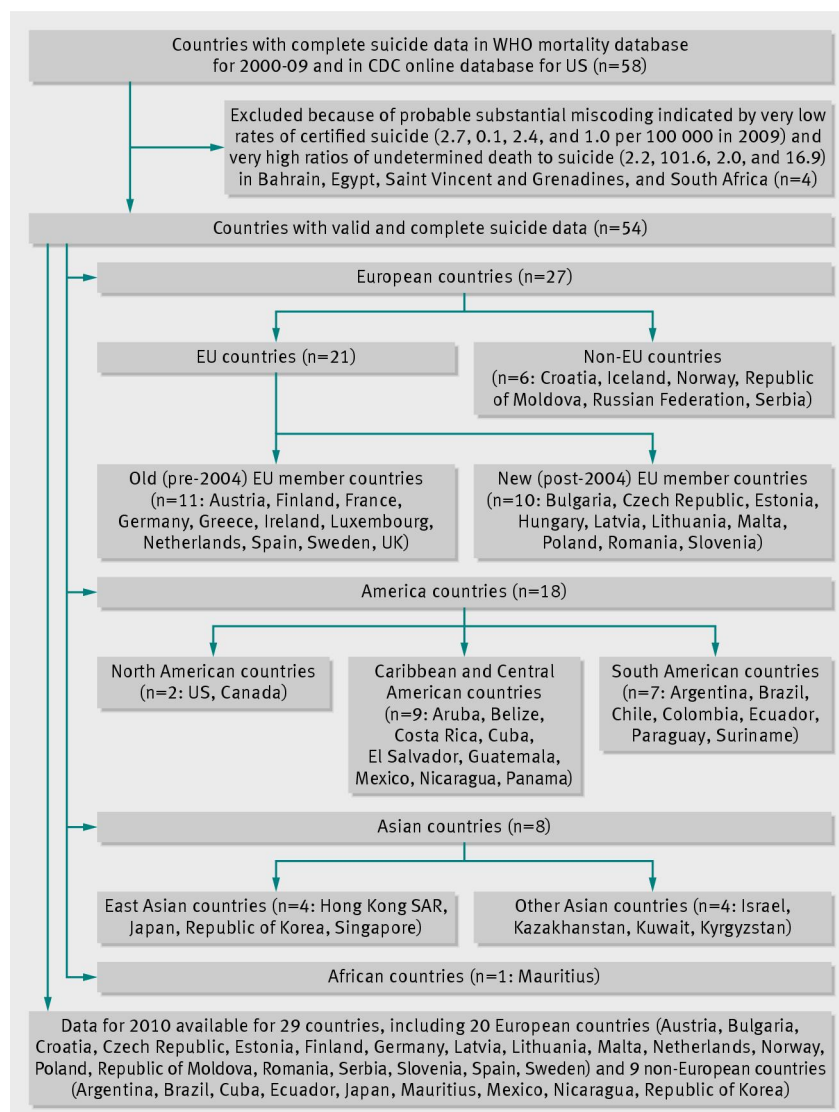 Countries with complete suicide data in WHO mortality database
for 2000-09 and in CDC online database for US (n=58)
Excluded because of probable substantial miscoding indicated by very low
rates of certified suicide (2.7, 0.1, 2.4, and 1.0 per 100 000 in 2009) and
very high ratios of undetermined death to suicide (2.2, 101.6, 2.0, and 16.9)
in Bahrain, Egypt, Saint Vincent and Grenadines, and South Africa (n=4)
Countries with valid and complete suicide data (n=54)
European countries (n=27)
EU countries (n=21)
Non-EU countries
(n=6: Croatia, Iceland, Norway, Republic
of Moldova, Russian Federation, Serbia)
Old (pre-2004) EU member countries
(n=11: Austria, Finland, France,
Germany, Greece, Ireland, Luxembourg,
Netherlands, Spain, Sweden, UK)
New (post-2004) EU member countries
(n=10: Bulgaria, Czech Republic, Estonia,
Hungary, Latvia, Lithuania, Malta,
Poland, Romania, Slovenia)
America countries (n=18)
North American countries
(n=2: US, Canada)
Caribbean and Central
American countries
(n=9: Aruba, Belize,
Costa Rica, Cuba,
El Salvador, Guatemala,
Mexico, Nicaragua, Panama)
South American countries
(n=7: Argentina, Brazil,
Chile, Colombia, Ecuador,
Paraguay, Suriname)
Asian countries (n=8)
East Asian countries (n=4: Hong Kong SAR,
Japan, Republic of Korea, Singapore)
Other Asian countries (n=4: Israel,
Kazakhanstan, Kuwait, Kyrgyzstan)
African countries (n=1: Mauritius)
Data for 2010 available for 29 countries, including 20 European countries (Austria, Bulgaria,
Croatia, Czech Republic, Estonia, Finland, Germany, Latvia, Lithuania, Malta, Netherlands, Norway,
Poland, Republic of Moldova, Romania, Serbia, Slovenia, Spain, Sweden) and 9 non-European countries
(Argentina, Brazil, Cuba, Ecuador, Japan, Mauritius, Mexico, Nicaragua, Republic of Korea)